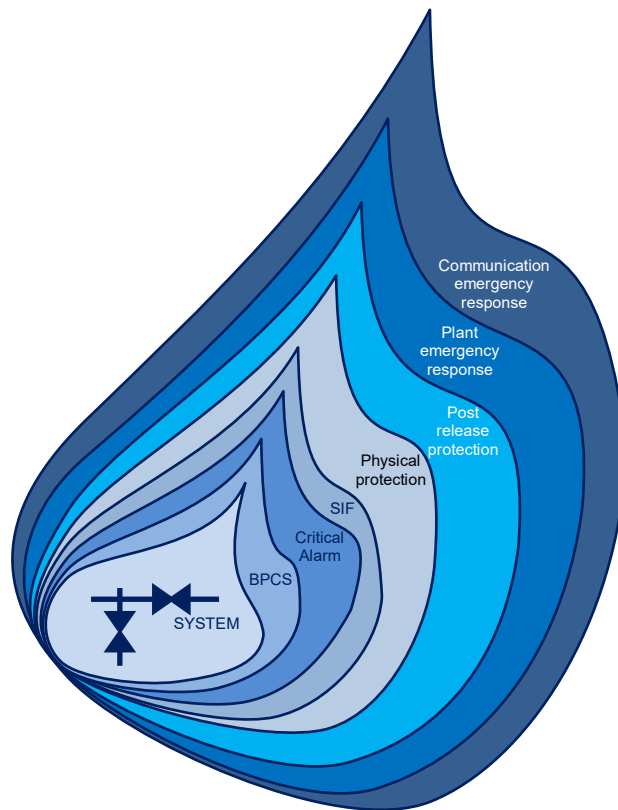 Communication
emergency
response
Plant
emergency
response
Post
release
protection
Physical
protection
SIF
Critical
Alarm
BPCS
SYSTEM